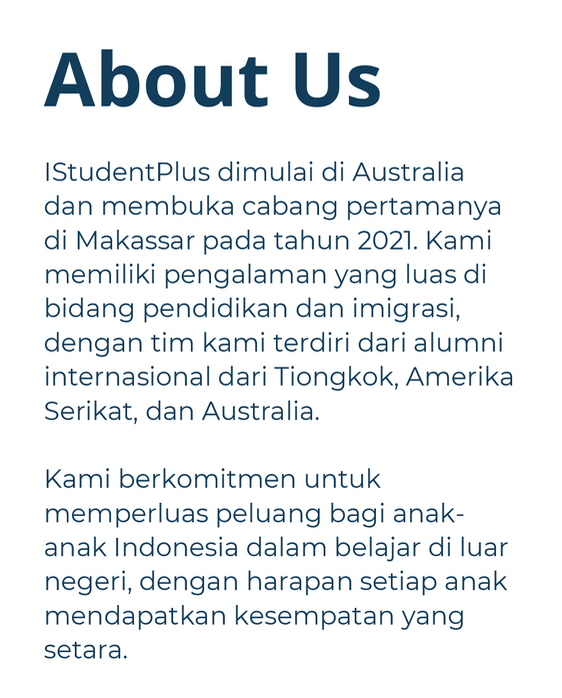 About Us
IStudentPlus dimulai di Australia
dan membuka cabang pertamanya
di Makassar pada tahun 2021. Kami
memiliki pengalaman yang luas di
bidang pendidikan dan imigrasi,
dengan tim kami terdiri dari alumni
internasional dari Tiongkok, Amerika
Serikat, dan Australia.
Kami berkomitmen untuk
memperluas peluang bagi anak-
anak Indonesia dalam belajar di luar
negeri, dengan harapan setiap anak
mendapatkan kesempatan yang
setara.